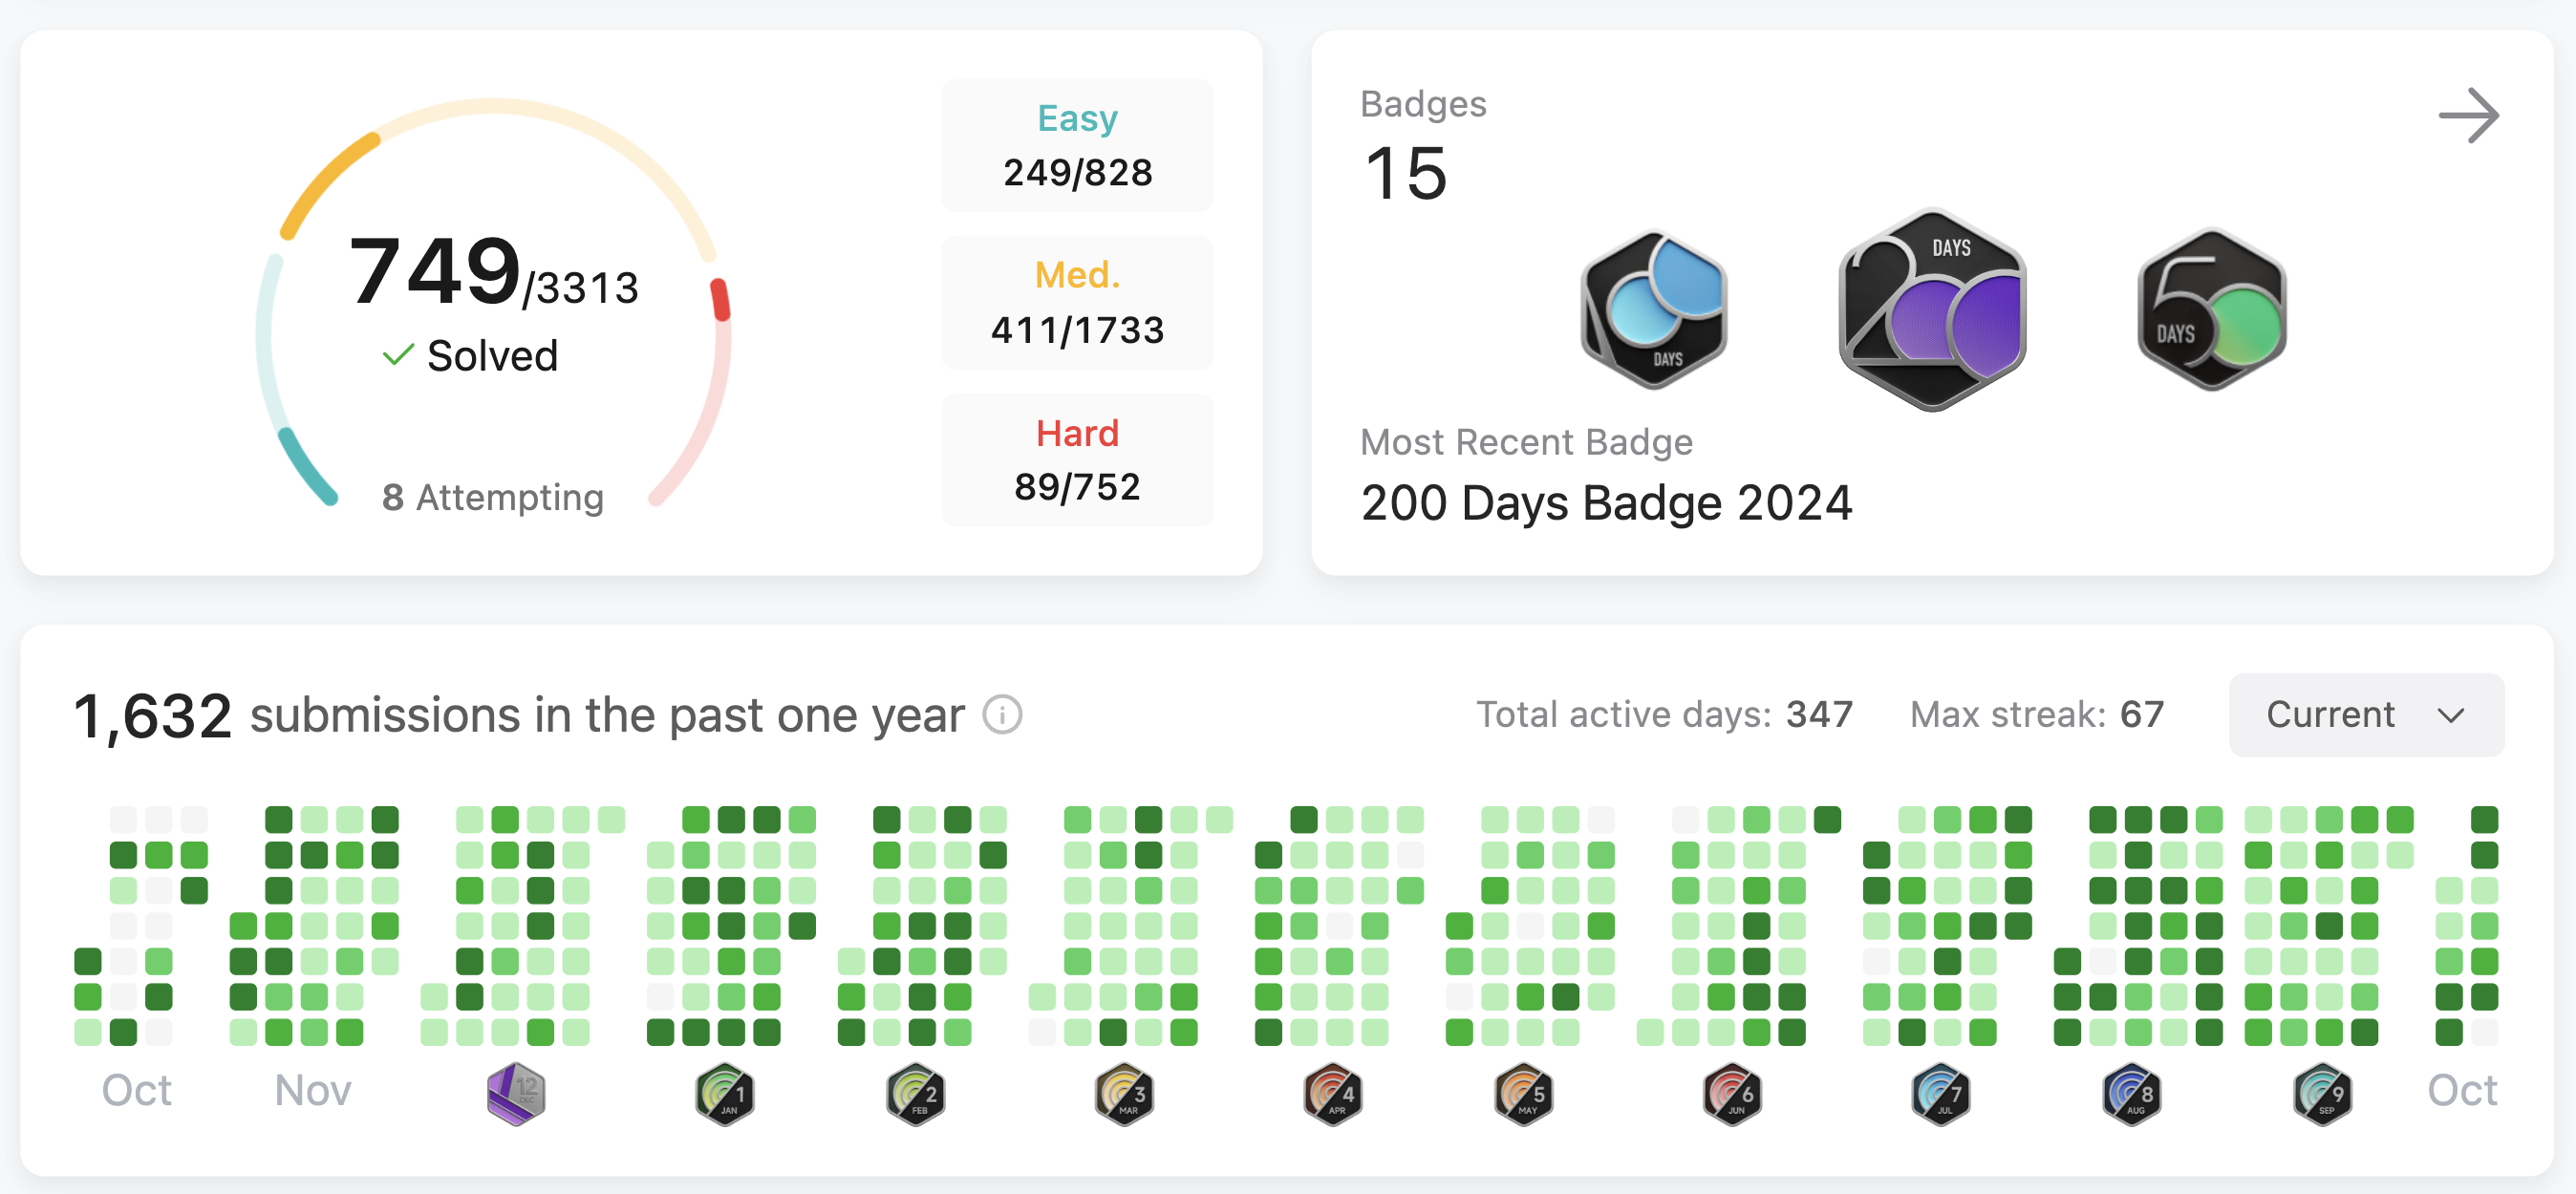 749/3313
Solved
8 Attempting
Easy
249/828
Med.
411/1733
Hard
89/752
Badges
15
100 DAYS
200 DAYS
50 DAYS
Most Recent Badge
200 Days Badge 2024
1,632 submissions in the past one year
Total active days: 347 Max streak: 67
Current
Oct Nov 12 DEC 1 JAN 2 FEB 3 MAR 4 APR 5 MAY 6 JUN 7 JUL 8 AUG 9 SEP Oct